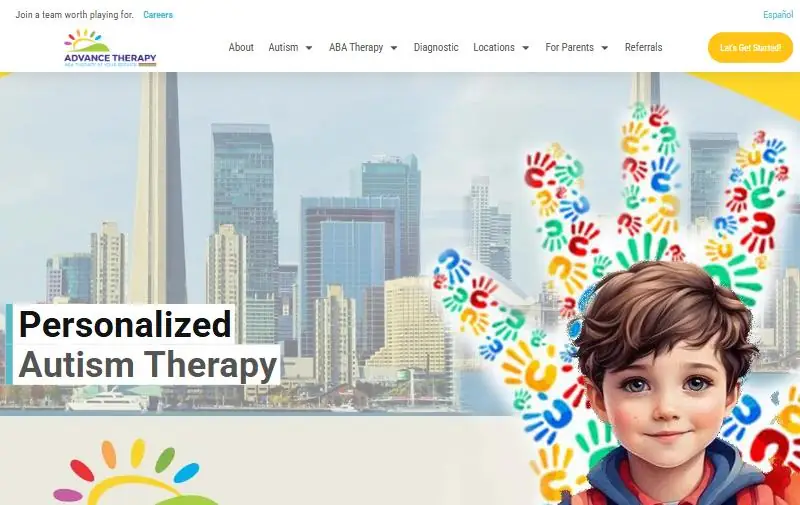 Join a team worth playing for. Careers
Español
ADVANCE THERAPY
About Autism ABA Therapy Diagnostic Locations For Parents Referrals
Let's Get Started!
Personalized
Autism Therapy